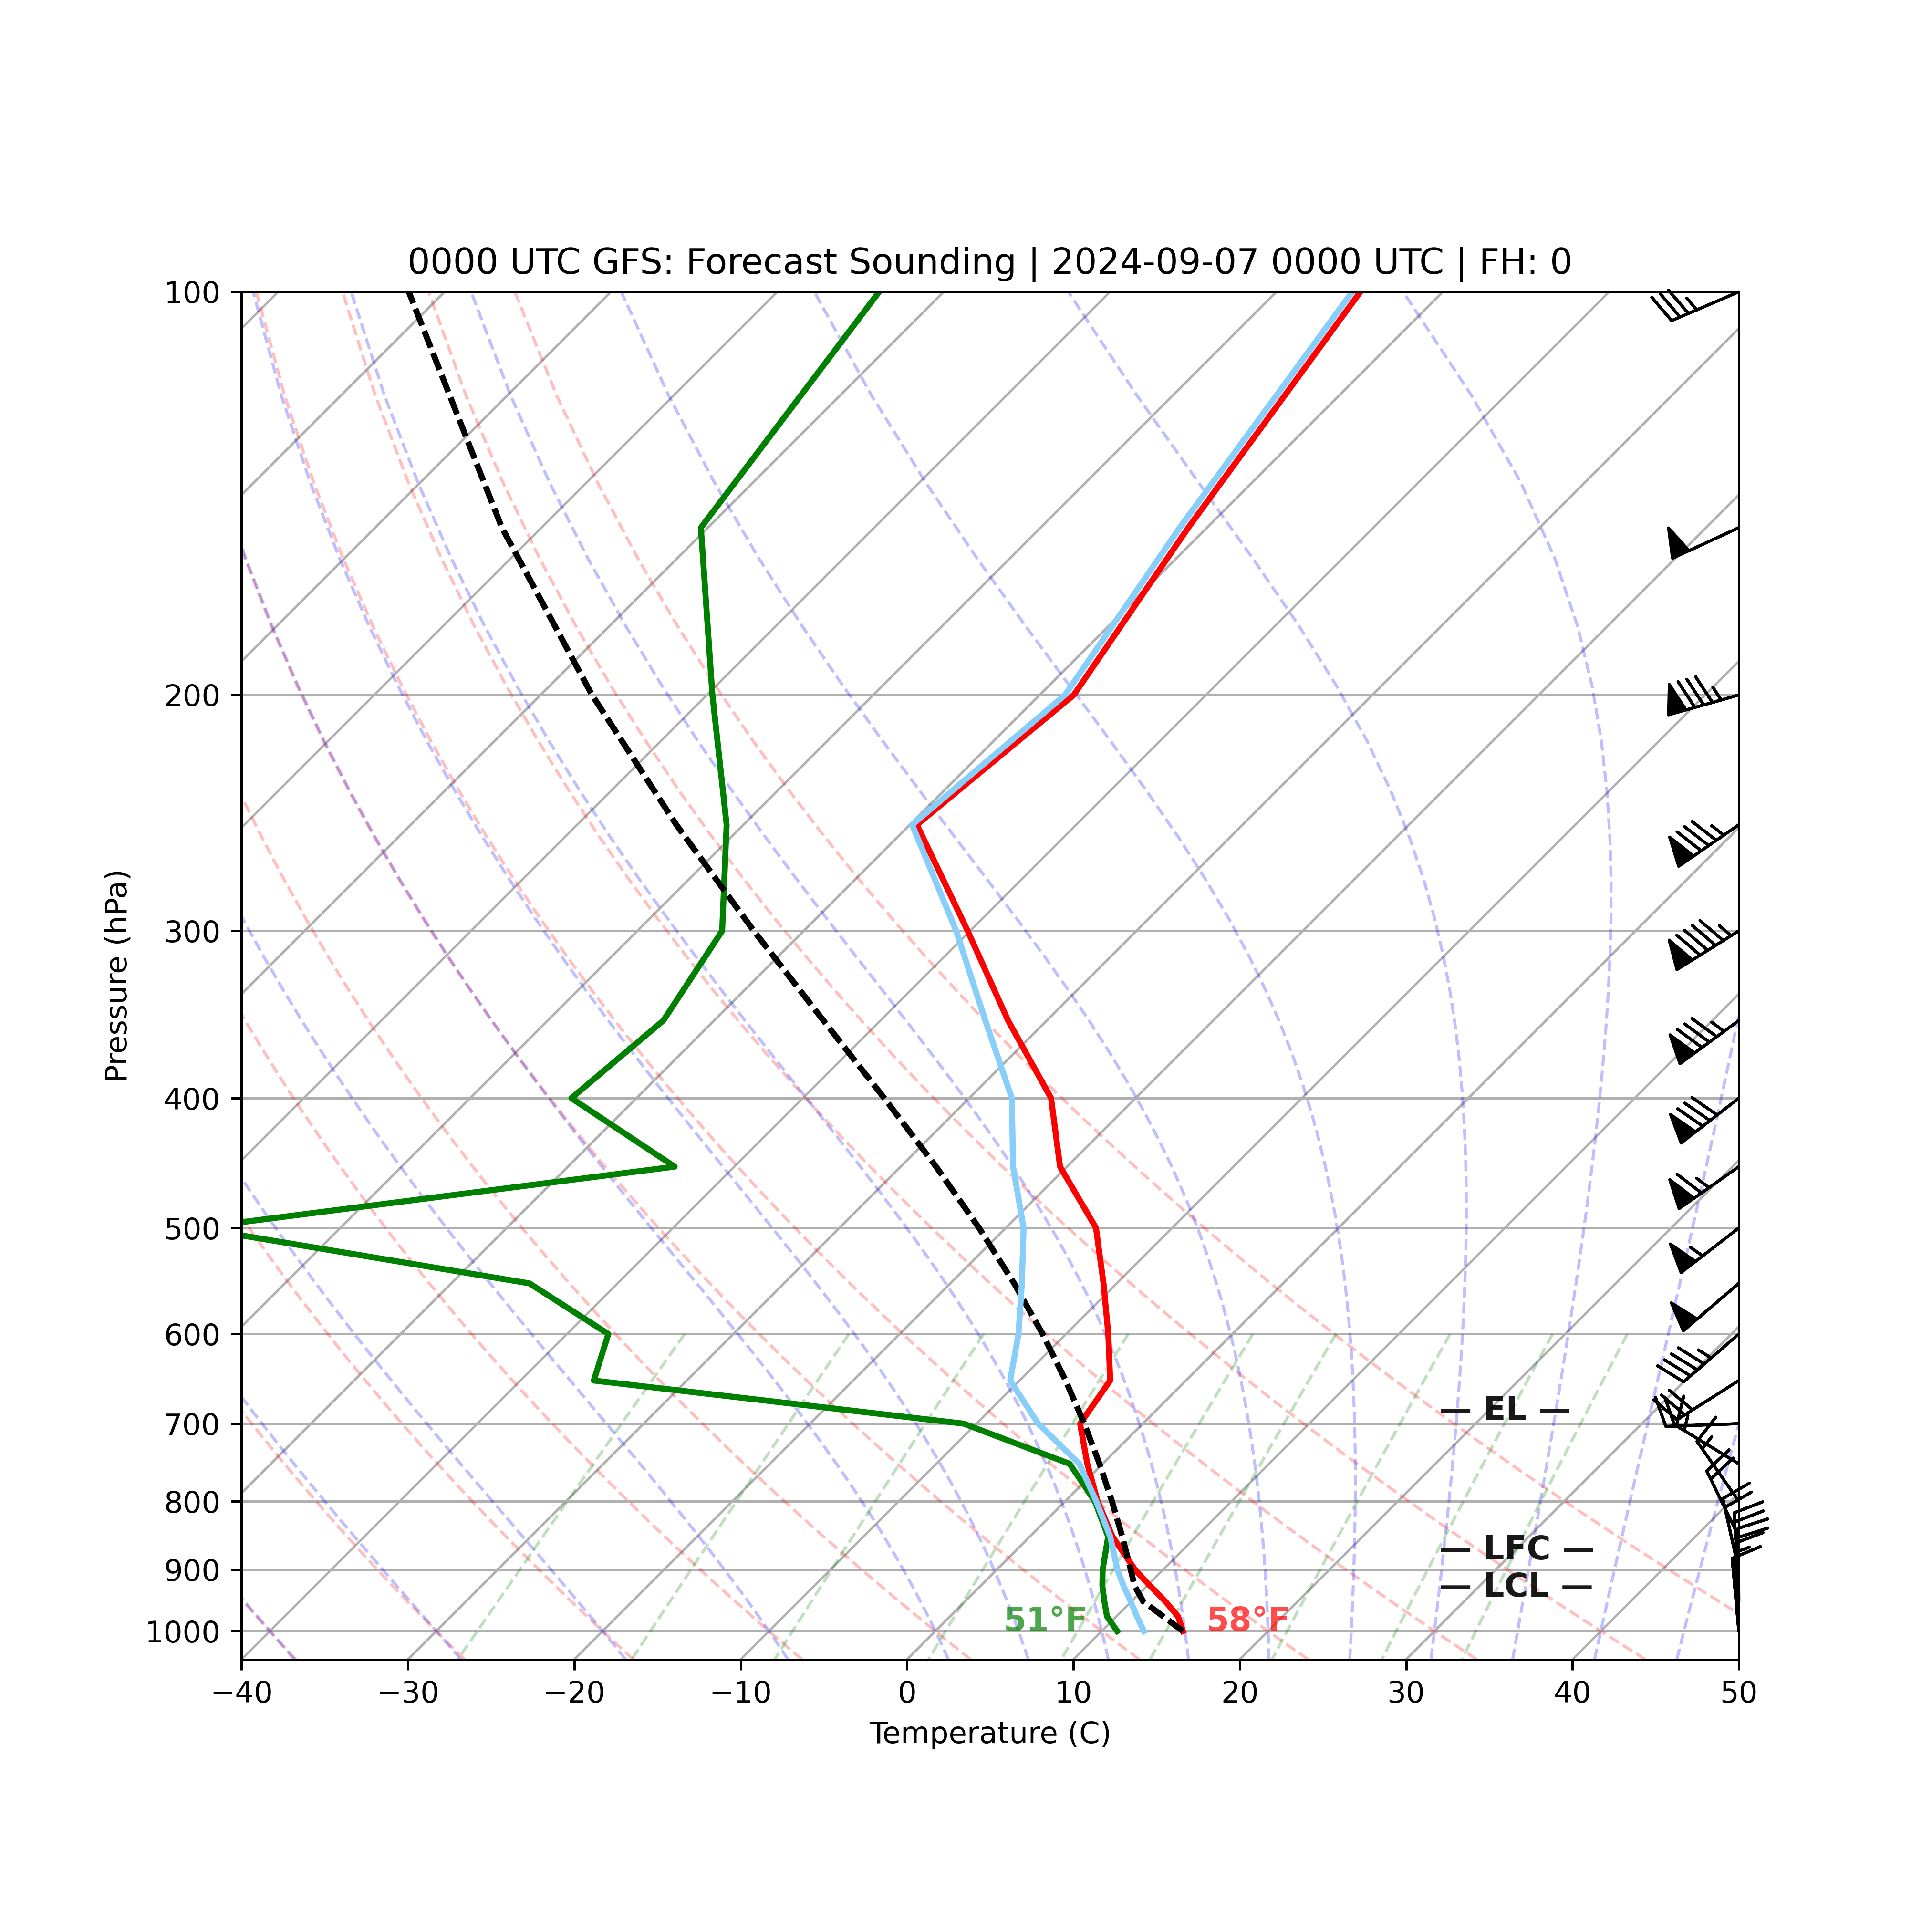 0000 UTC GFS: Forecast Sounding | 2024-09-07 0000 UTC | FH: 0
100
200
300
400
500
600
700
800
900
1000
Pressure (hPa)
— EL —
— LFC —
— LCL —
51°F
58°F
−40 −30 −20 −10 0 10 20 30 40 50
Temperature (C)